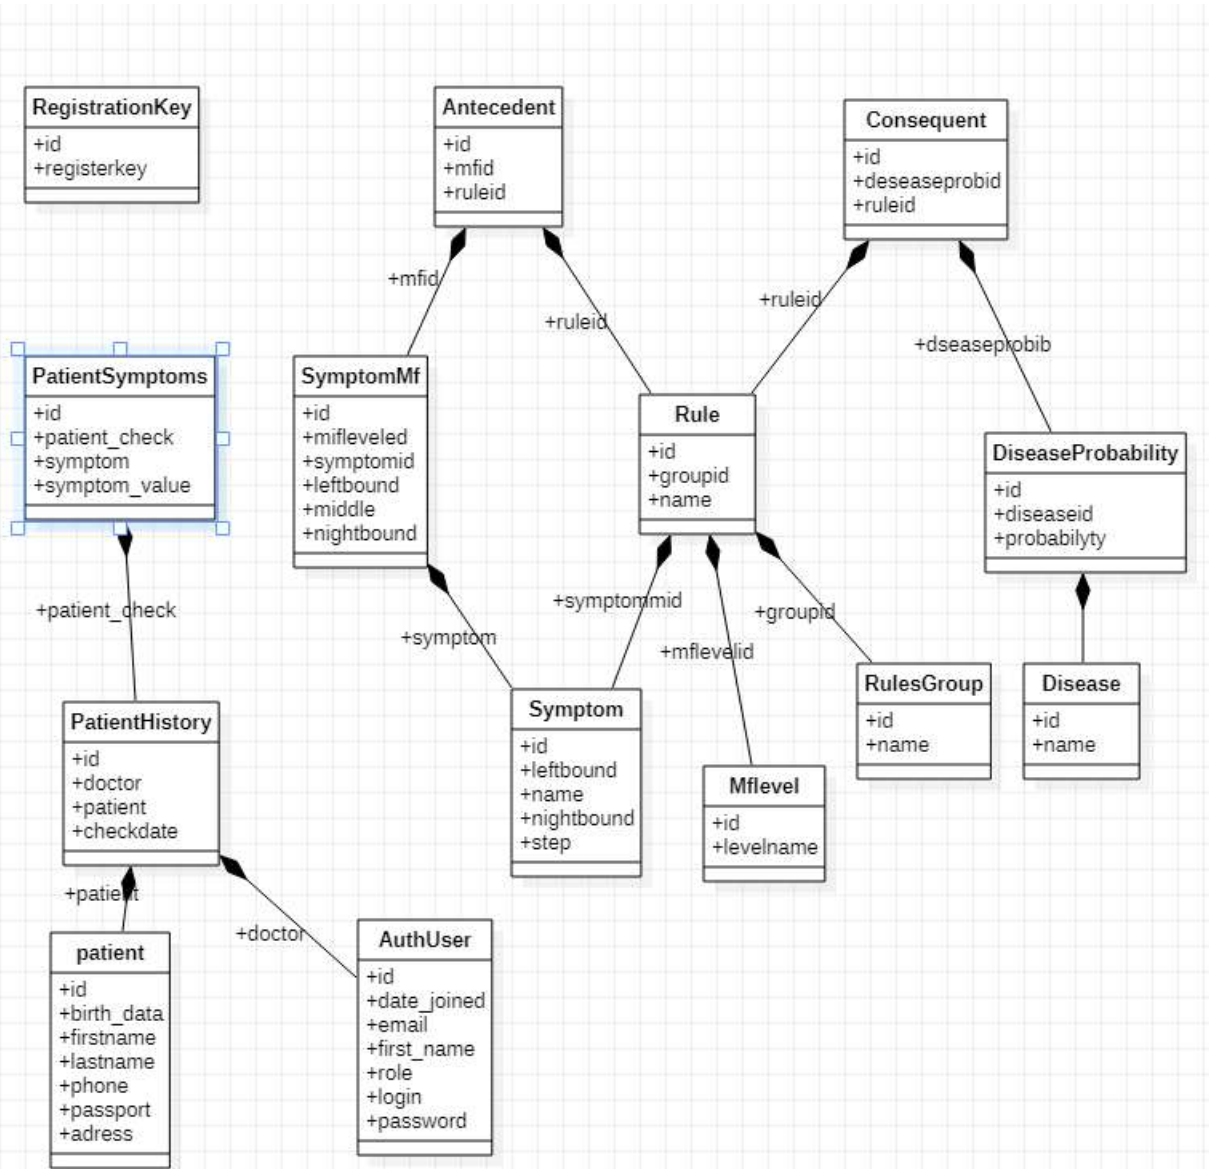 RegistrationKey
+id
+registerkey
Antecedent
+id
+mfid
+ruleid
Consequent
+id
+deseaseprobid
+ruleid
+mfid
+ruleid
+ruleid
+dseaseprobib
PatientSymptoms
+id
+patient_check
+symptom
+symptom_value
SymptomMf
+id
+mifleveled
+symptomid
+leftbound
+middle
+nightbound
Rule
+id
+groupid
+name
DiseaseProbability
+id
+diseaseid
+probabilyty
+patient_check
+symptom
+symptommid
+mflevelid
+groupid
PatientHistory
+id
+doctor
+patient
+checkdate
Symptom
+id
+leftbound
+name
+nightbound
+step
Mflevel
+id
+levelname
RulesGroup
+id
+name
Disease
+id
+name
+patient
+doctor
patient
+id
+birth_data
+firstname
+lastname
+phone
+passport
+adress
AuthUser
+id
+date_joined
+email
+first_name
+role
+login
+password